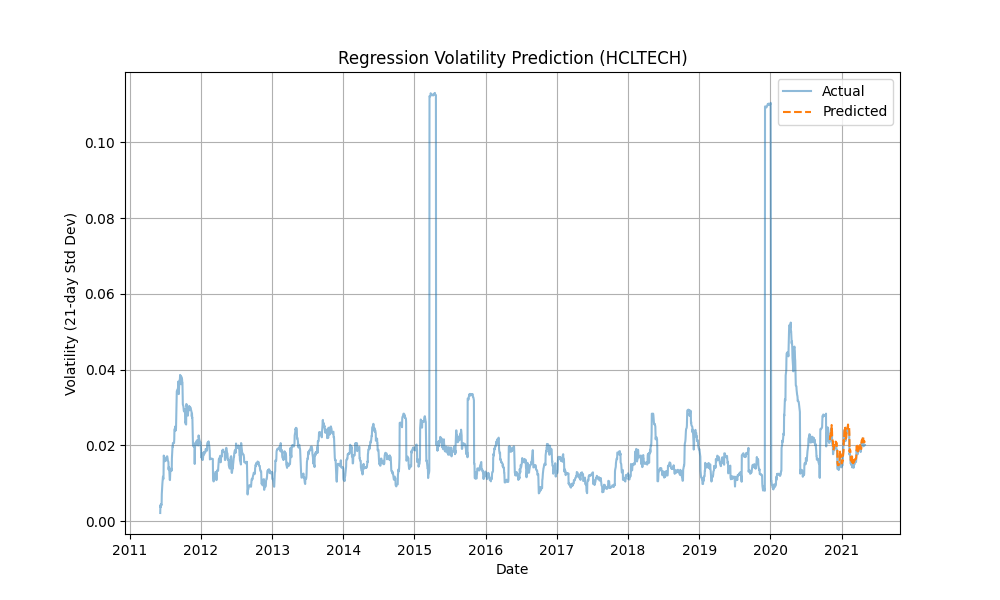 Regression Volatility Prediction (HCLTECH)
Actual
Predicted
Volatility (21-day Std Dev)
0.10
0.08
0.06
0.04
0.02
0.00
2011 2012 2013 2014 2015 2016 2017 2018 2019 2020 2021
Date